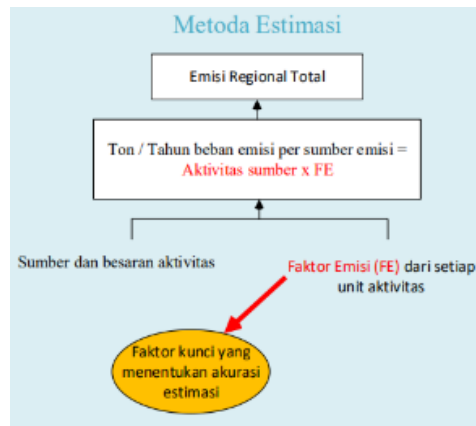 Metoda Estimasi
Emisi Regional Total
Ton / Tahun beban emisi per sumber emisi =
Aktivitas sumber x FE
Sumber dan besaran aktivitas
Faktor Emisi (FE) dari setiap
unit aktivitas
Faktor kunci yang
menentukan akurasi
estimasi